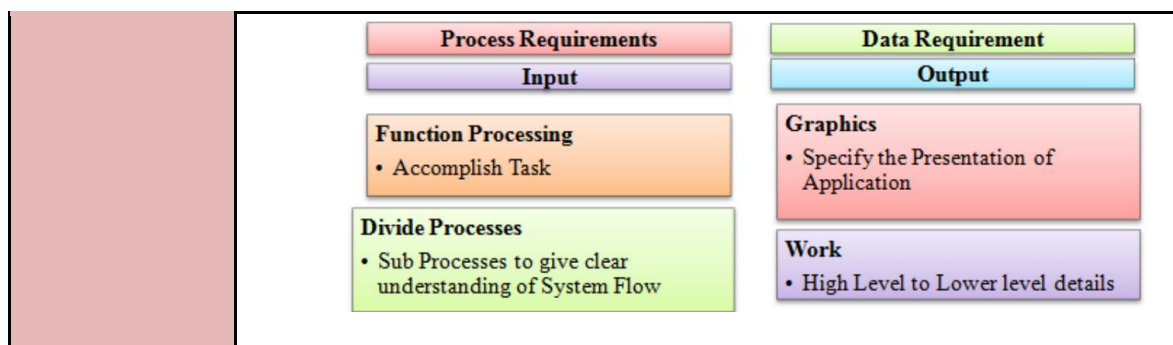 Process Requirements
Input
Function Processing
• Accomplish Task
Divide Processes
• Sub Processes to give clear
understanding of System Flow
Data Requirement
Output
Graphics
• Specify the Presentation of
Application
Work
• High Level to Lower level details